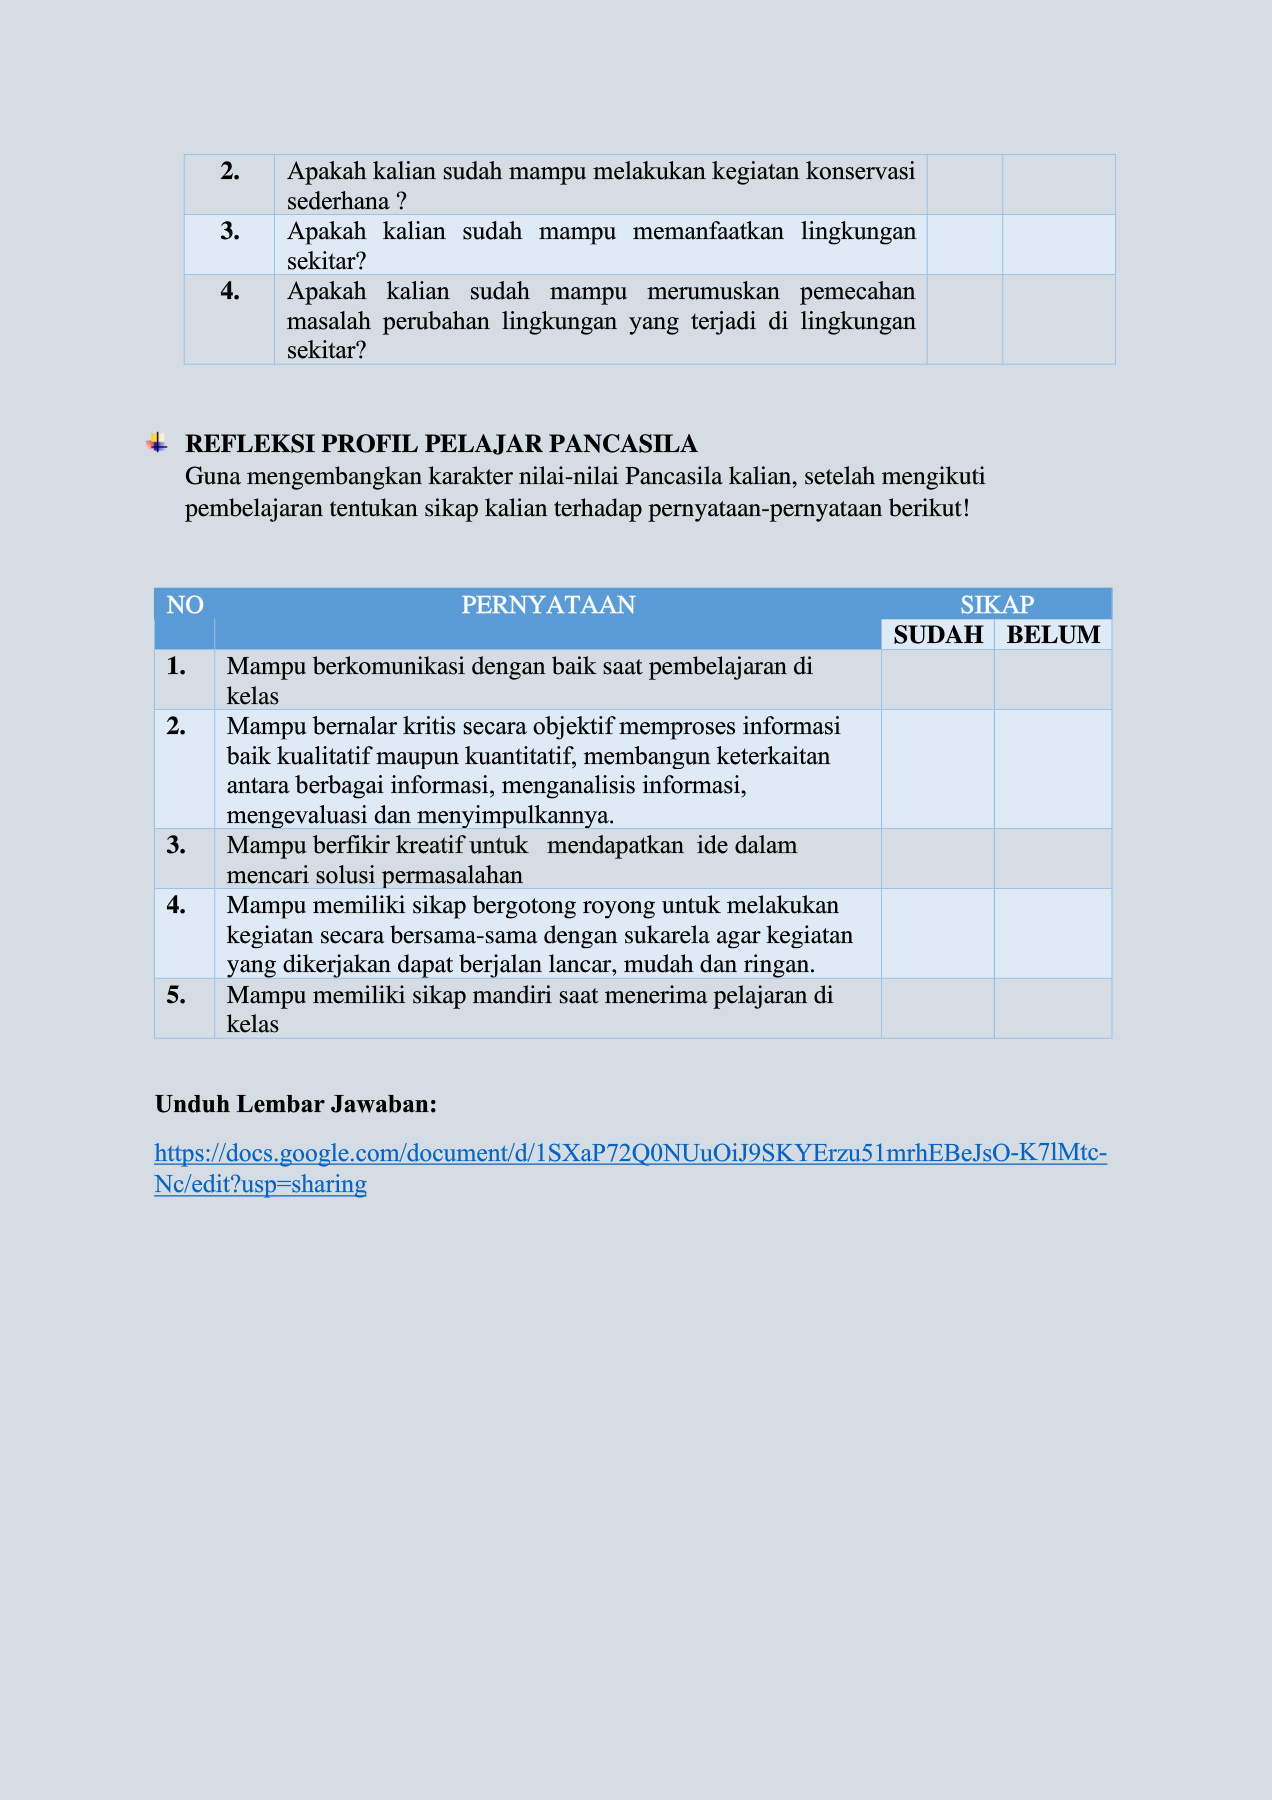 2. Apakah kalian sudah mampu melakukan kegiatan konservasi
sederhana ?
3. Apakah kalian sudah mampu memanfaatkan lingkungan
sekitar?
4. Apakah kalian sudah mampu merumuskan pemecahan
masalah perubahan lingkungan yang terjadi di lingkungan
sekitar?
REFLEKSI PROFIL PELAJAR PANCASILA
Guna mengembangkan karakter nilai-nilai Pancasila kalian, setelah mengikuti
pembelajaran tentukan sikap kalian terhadap pernyataan-pernyataan berikut!
NO PERNYATAAN SIKAP
SUDAH BELUM
1. Mampu berkomunikasi dengan baik saat pembelajaran di
kelas
2. Mampu bernalar kritis secara objektif memproses informasi
baik kualitatif maupun kuantitatif, membangun keterkaitan
antara berbagai informasi, menganalisis informasi,
mengevaluasi dan menyimpulkannya.
3. Mampu berfikir kreatif untuk mendapatkan ide dalam
mencari solusi permasalahan
4. Mampu memiliki sikap bergotong royong untuk melakukan
kegiatan secara bersama-sama dengan sukarela agar kegiatan
yang dikerjakan dapat berjalan lancar, mudah dan ringan.
5. Mampu memiliki sikap mandiri saat menerima pelajaran di
kelas
Unduh Lembar Jawaban:
https://docs.google.com/document/d/1SXaP72Q0NUuOiJ9SKYErzu51mrhEBeJsO-K7lMtc-
Nc/edit?usp=sharing